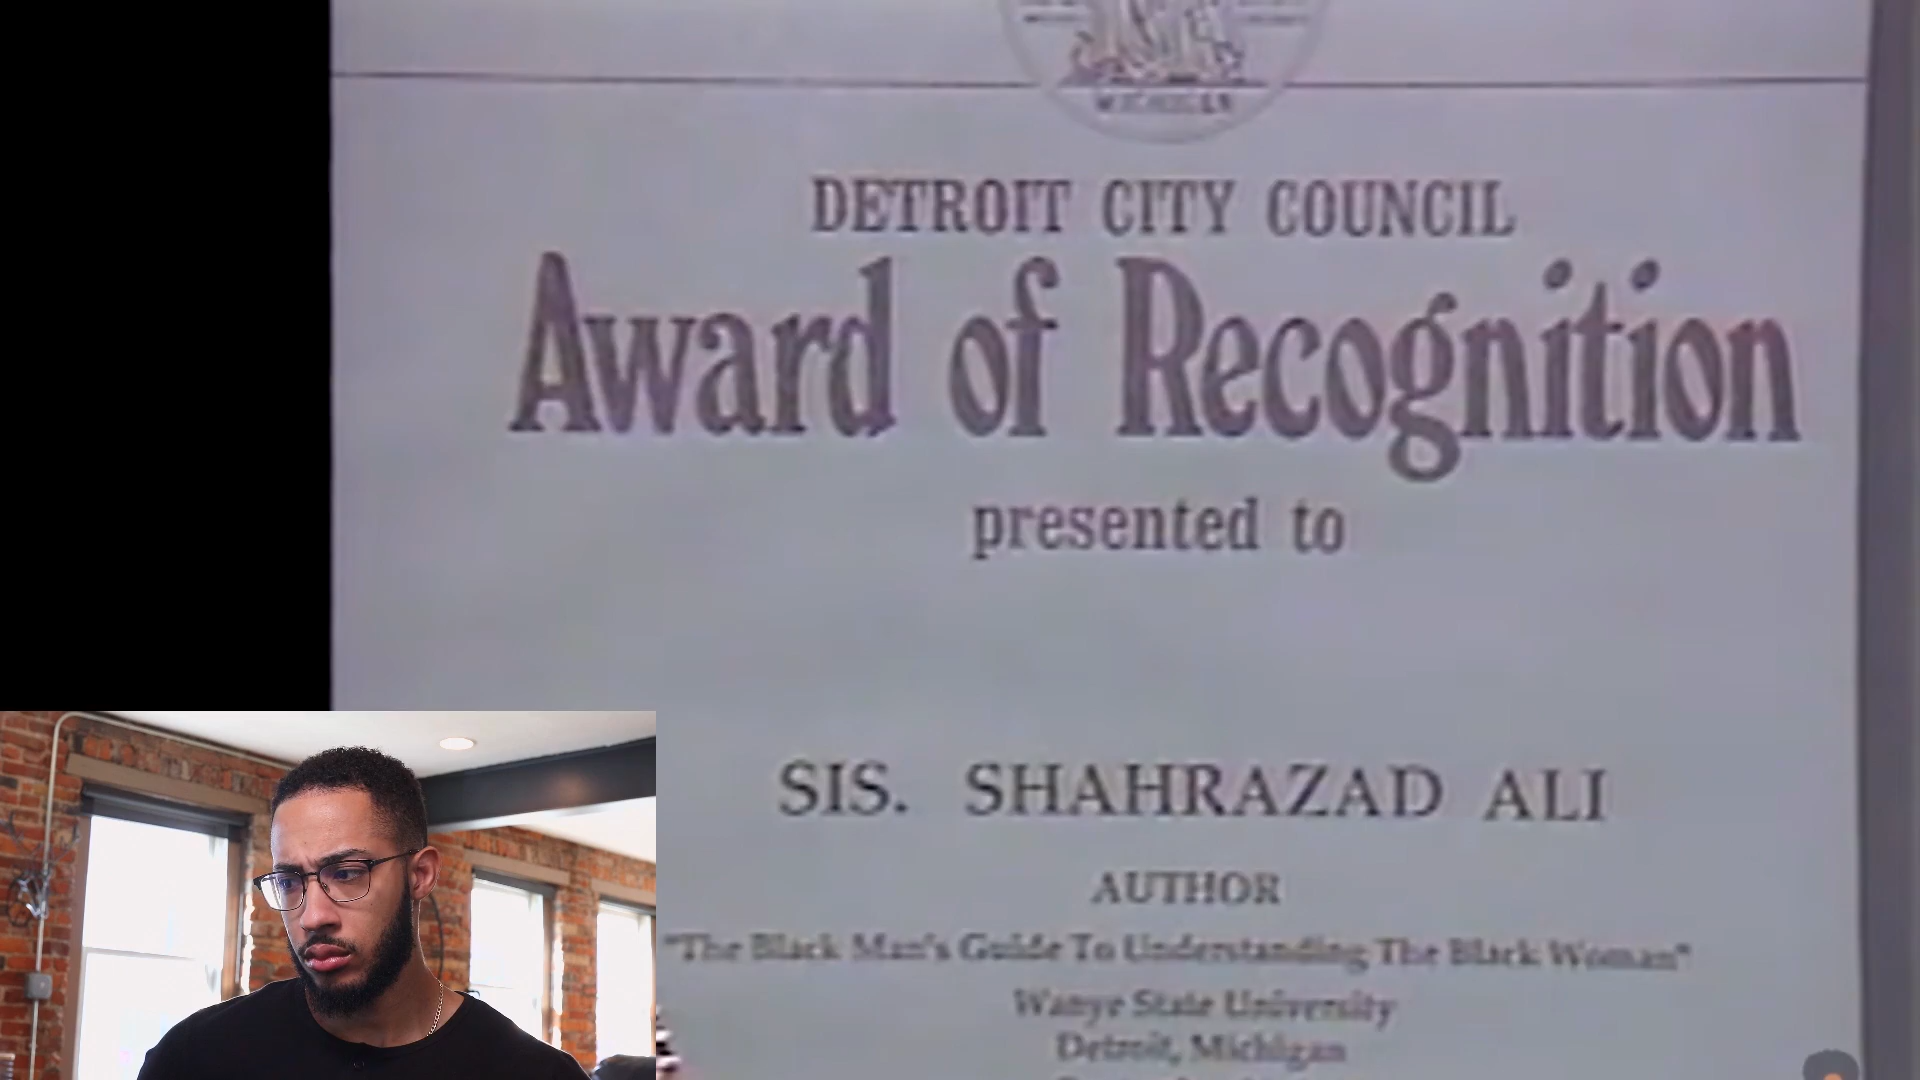 MICHIGAN
DETROIT CITY COUNCIL
Award of Recognition
presented to
SIS. SHAHRAZAD ALI
AUTHOR
"The Black Man's Guide To Understanding The Black Woman"
Wanye State University
Detroit, Michigan